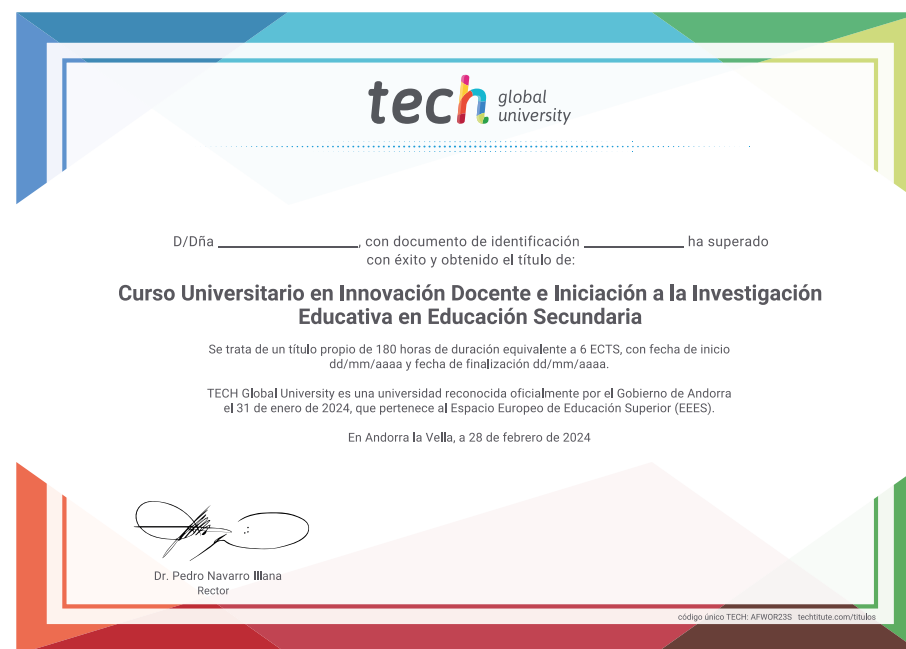 tech global university
D/Dña ____________, con documento de identificación ____________ ha superado
con éxito y obtenido el título de:
Curso Universitario en Innovación Docente e Iniciación a la Investigación
Educativa en Educación Secundaria
Se trata de un título propio de 180 horas de duración equivalente a 6 ECTS, con fecha de inicio
dd/mm/aaaa y fecha de finalización dd/mm/aaaa.
TECH Global University es una universidad reconocida oficialmente por el Gobierno de Andorra
el 31 de enero de 2024, que pertenece al Espacio Europeo de Educación Superior (EEES).
En Andorra la Vella, a 28 de febrero de 2024
Dr. Pedro Navarro Illana
Rector
código único TECH: AFWOR23S techtitute.com/titulos